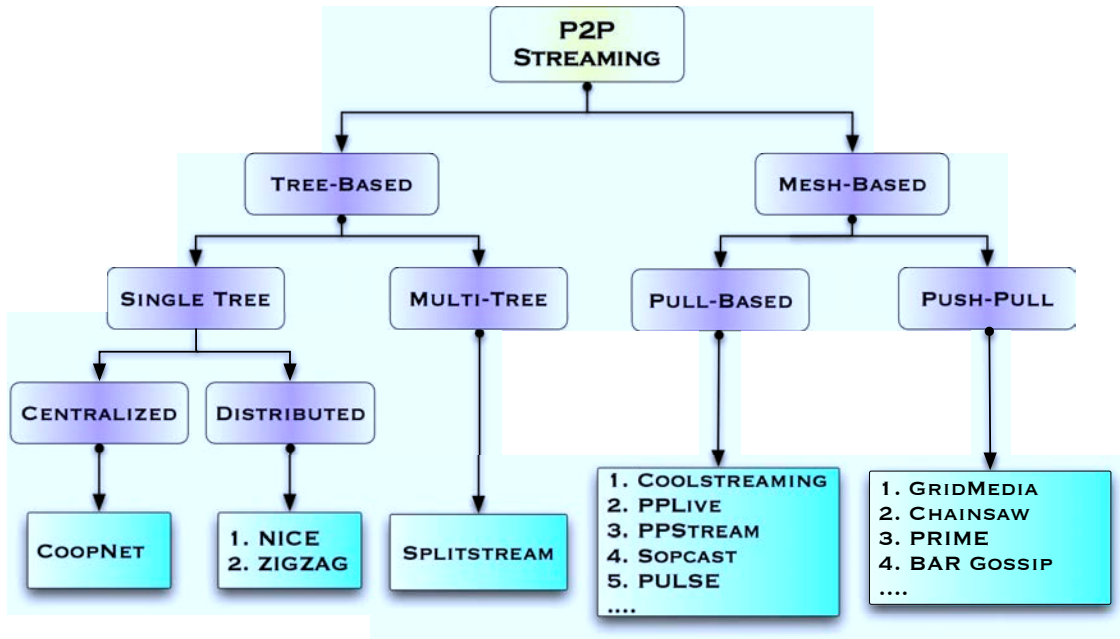 P2P
STREAMING
TREE-BASED
MESH-BASED
SINGLE TREE
MULTI-TREE
PULL-BASED
PUSH-PULL
CENTRALIZED
DISTRIBUTED
COOPNET
1. NICE
2. ZIGZAG
SPLITSTREAM
1. COOLSTREAMING
2. PPLIVE
3. PPSTREAM
4. SOPCAST
5. PULSE
....
1. GRIDMEDIA
2. CHAINSAW
3. PRIME
4. BAR GOSSIP
....